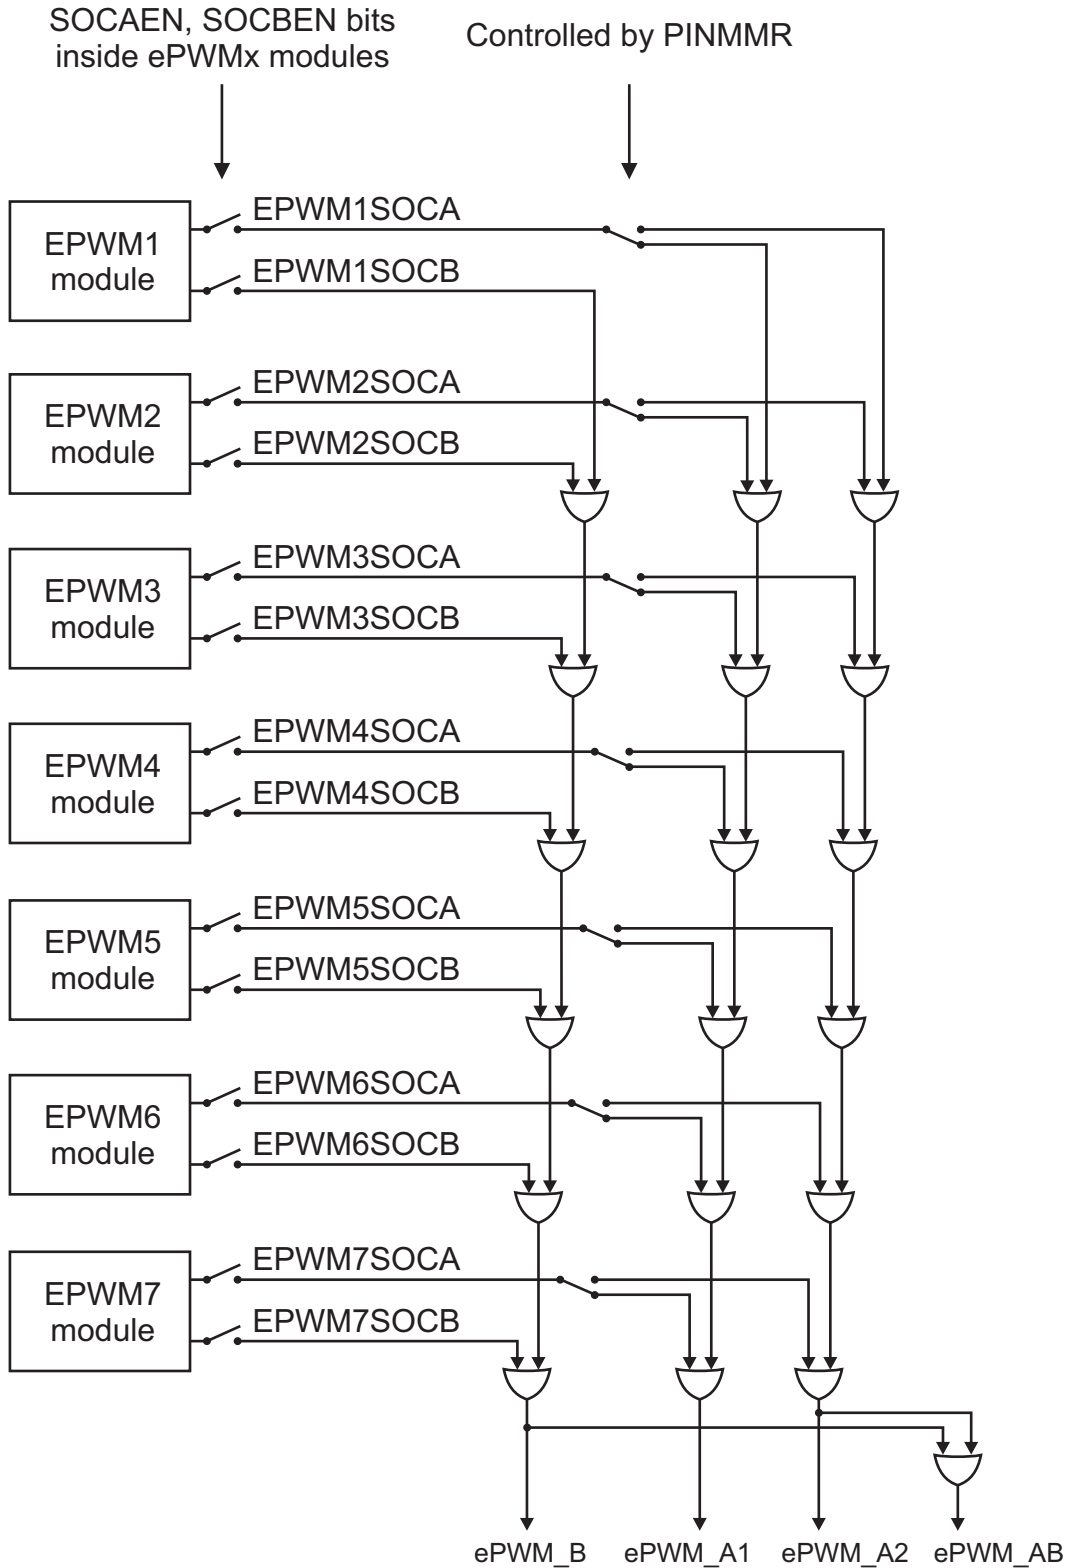 SOCAEN, SOCBEN bits
inside ePWMx modules
Controlled by PINMMR
EPWM1
module
EPWM1SOCA
EPWM1SOCB
EPWM2
module
EPWM2SOCA
EPWM2SOCB
EPWM3
module
EPWM3SOCA
EPWM3SOCB
EPWM4
module
EPWM4SOCA
EPWM4SOCB
EPWM5
module
EPWM5SOCA
EPWM5SOCB
EPWM6
module
EPWM6SOCA
EPWM6SOCB
EPWM7
module
EPWM7SOCA
EPWM7SOCB
ePWM_B
ePWM_A1
ePWM_A2
ePWM_AB